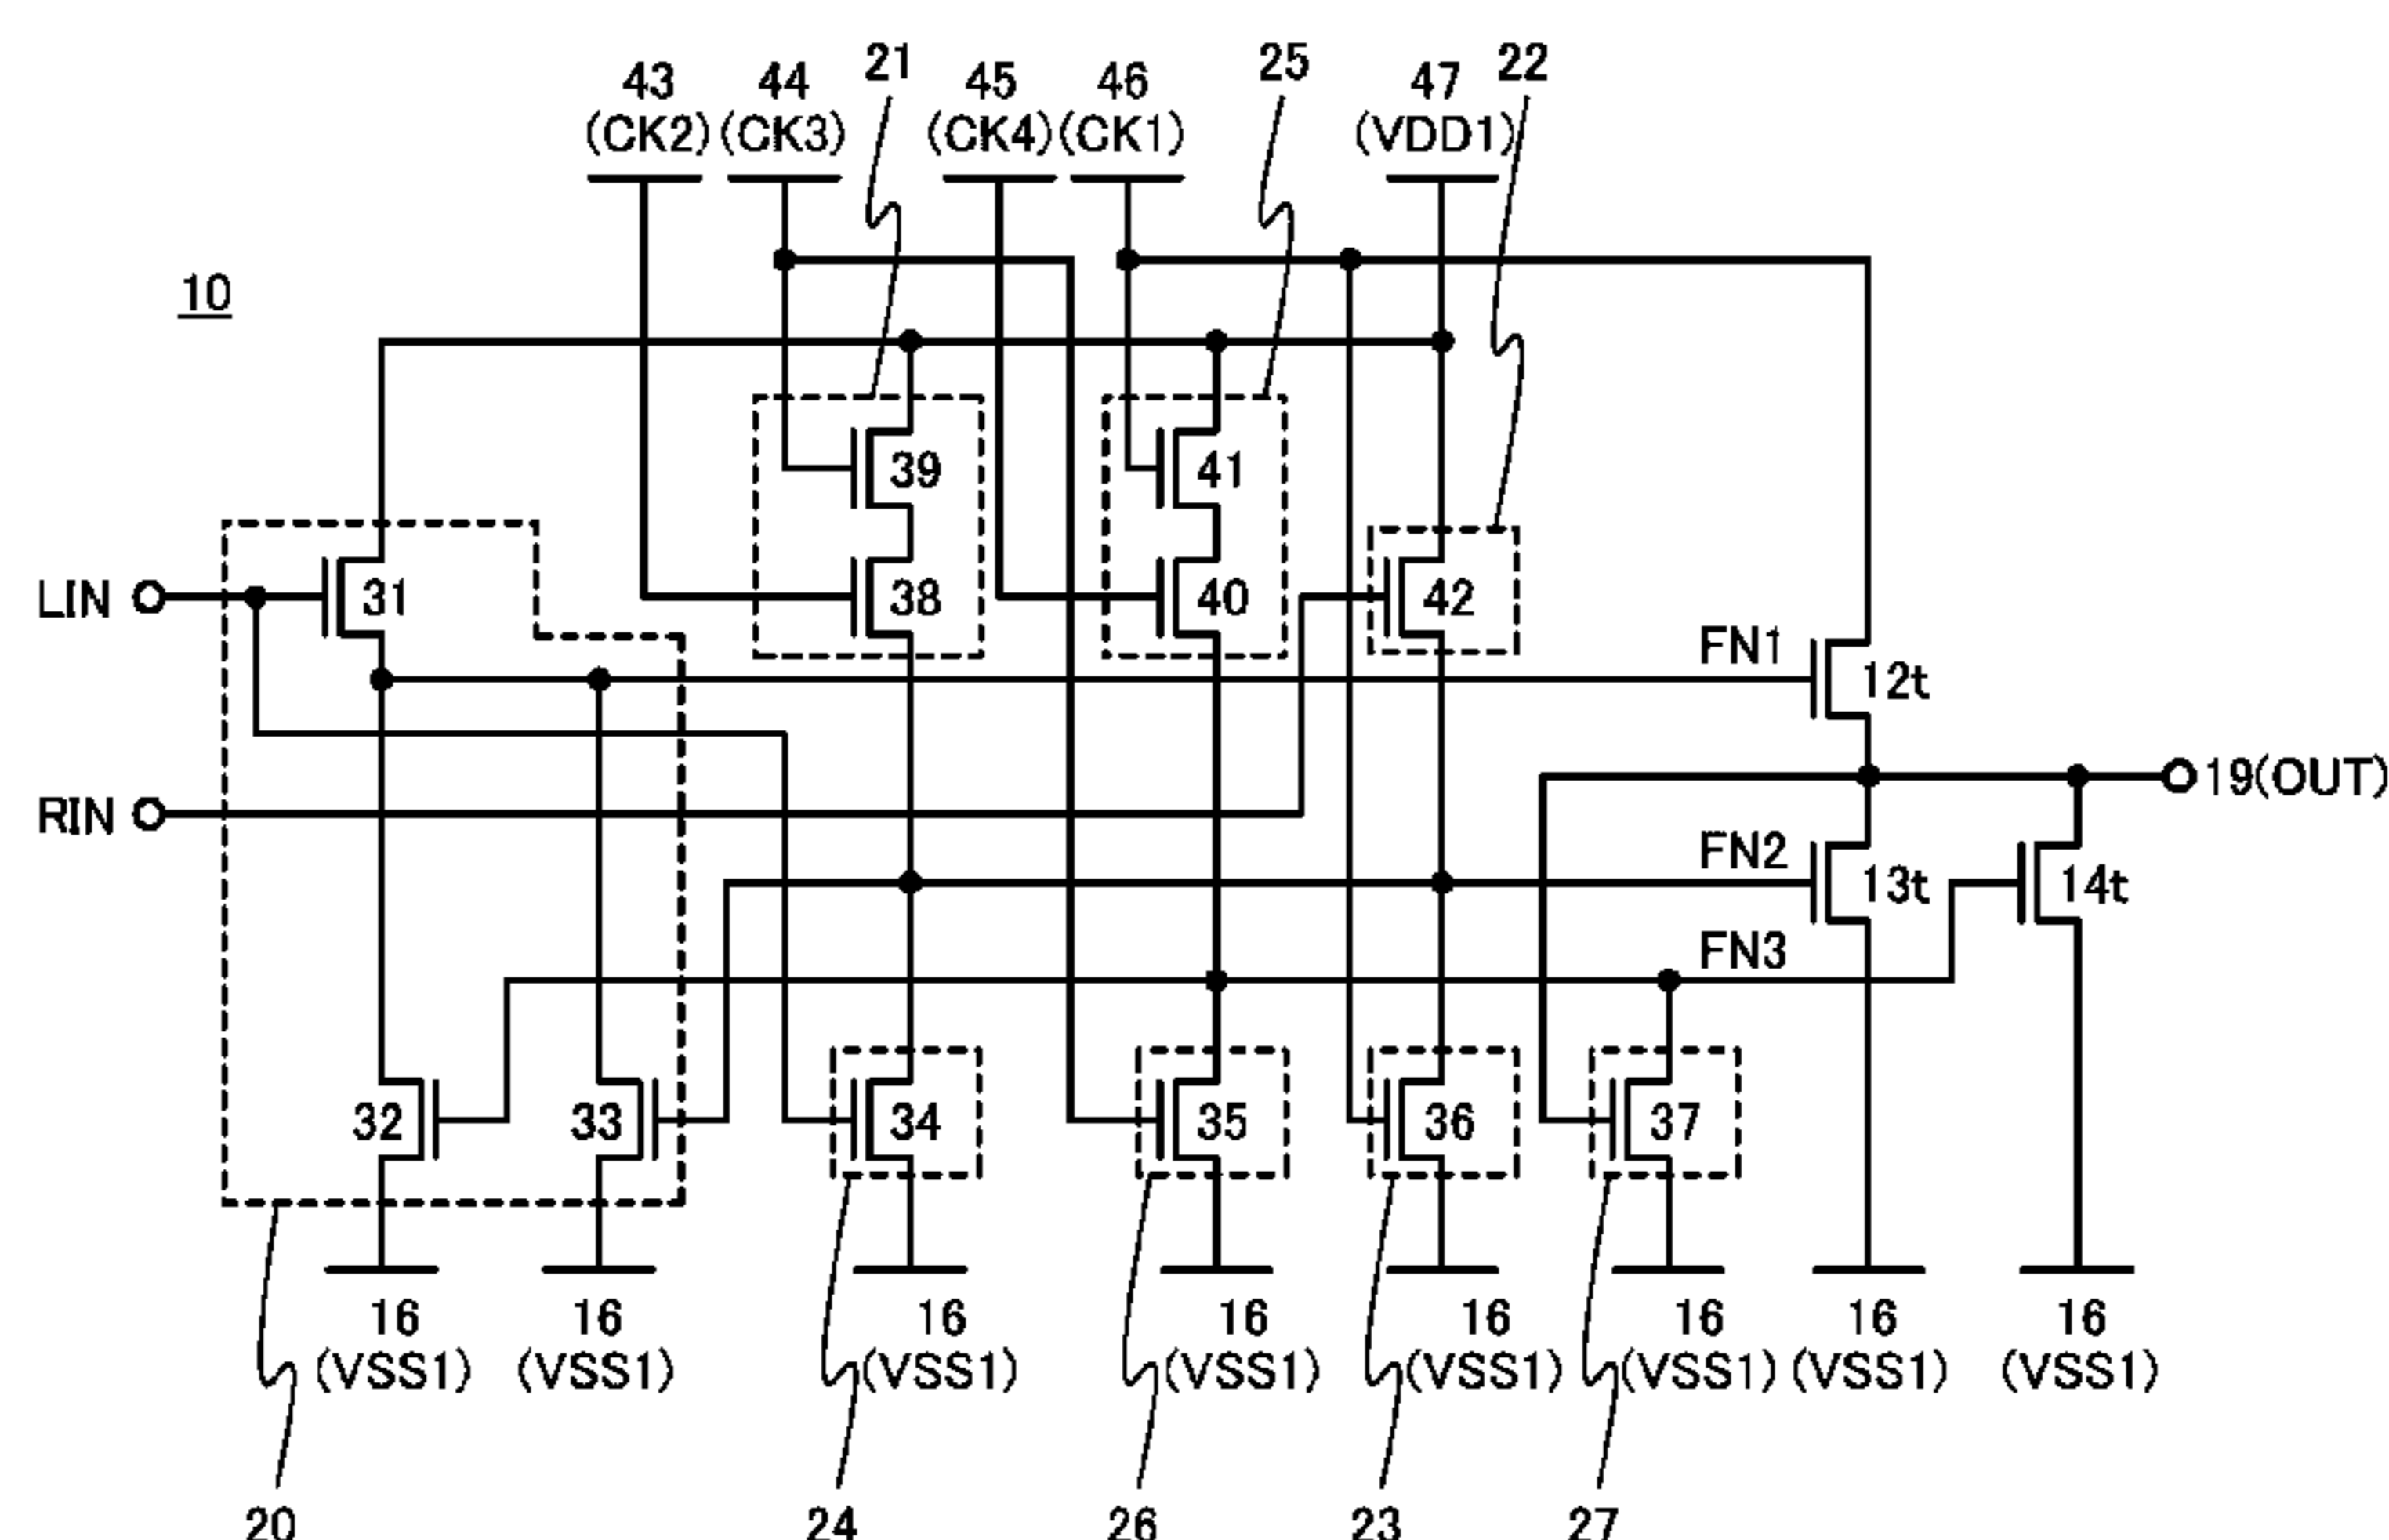 21
25
43
44
45
46
47
22
(CK2)
(CK3)
(CK4)
(CK1)
(VDD1)
10
39
41
LIN
31
38
40
42
FN1
12t
19(OUT)
RIN
FN2
13t
14t
FN3
32
33
34
35
36
37
16
16
16
16
16
16
16
16
(VSS1)
(VSS1)
(VSS1)
(VSS1)
(VSS1)
(VSS1)
(VSS1)
(VSS1)
20
24
26
23
27